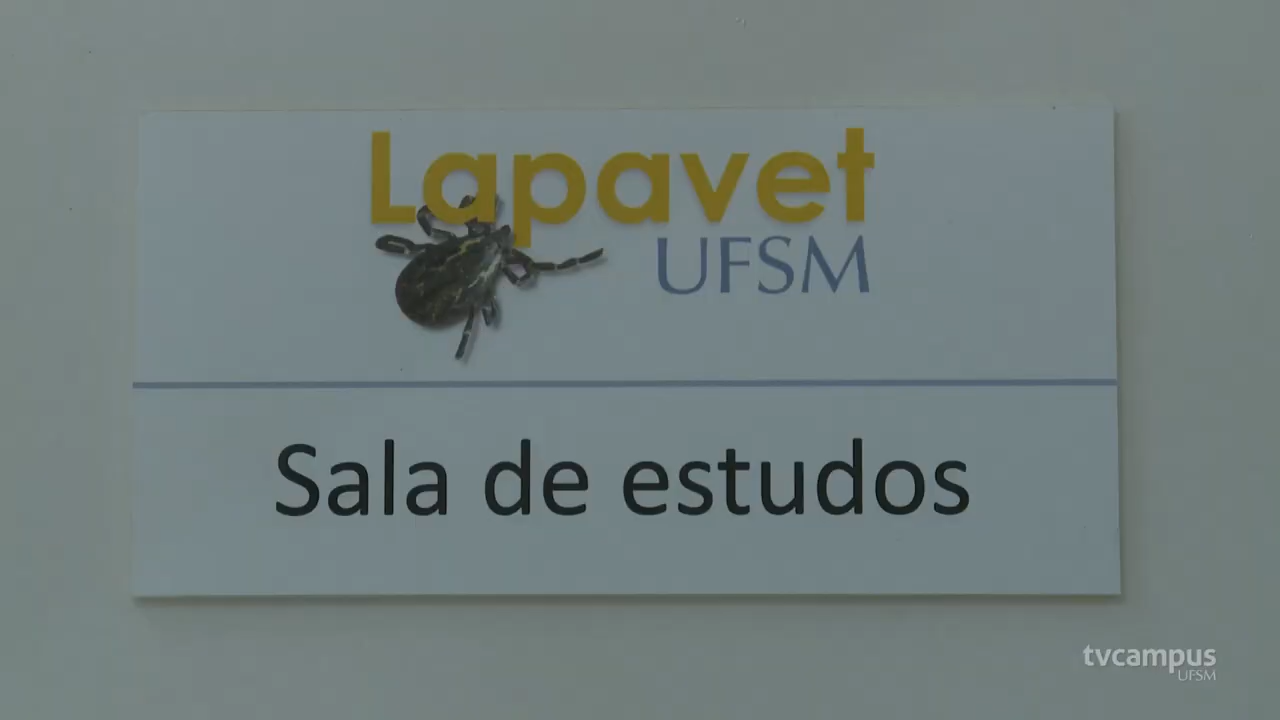 Lapavet
UFSM
Sala de estudos
tvcampus
UFSM